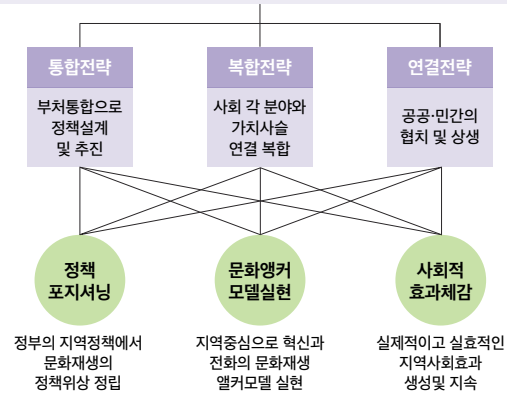 통합전략
부처통합으로
정책설계
및 추진
복합전략
사회 각 분야와
가치사슬
연결 복합
연결전략
공공·민간의
협치 및 상생
정책
포지셔닝
문화앵커
모델실현
사회적
효과체감
정부의 지역정책에서
문화재생의
정책위상 정립
지역중심으로 혁신과
전화의 문화재생
앵커모델 실현
실제적이고 실효적인
지역사회효과
생성및 지속